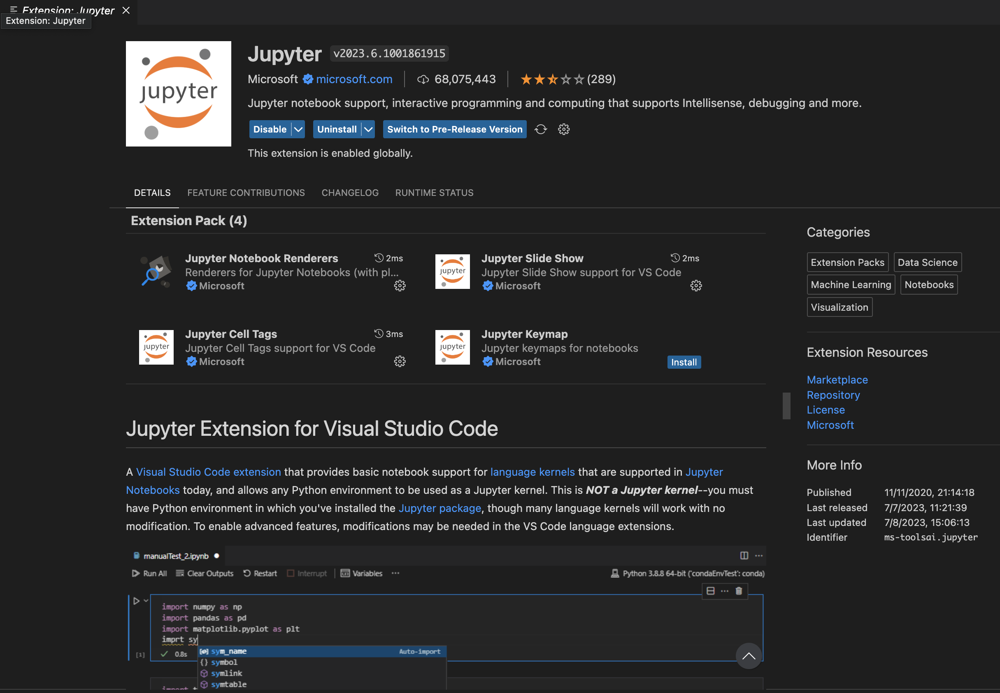 Extension: Jupyter
Extension: Jupyter
jupyter
Jupyter v2023.6.1001861915
Microsoft microsoft.com 68,075,443 (289)
Jupyter notebook support, interactive programming and computing that supports Intellisense, debugging and more.
Disable Uninstall Switch to Pre-Release Version
This extension is enabled globally.
DETAILS FEATURE CONTRIBUTIONS CHANGELOG RUNTIME STATUS
Extension Pack (4)
Jupyter Notebook Renderers 2ms
Renderers for Jupyter Notebooks (with pl...
Microsoft
jupyter
Jupyter Slide Show 2ms
Jupyter Slide Show support for VS Code
Microsoft
jupyter
Jupyter Cell Tags 3ms
Jupyter Cell Tags support for VS Code
Microsoft
jupyter
Jupyter Keymap
Jupyter keymaps for notebooks
Microsoft
Install
Jupyter Extension for Visual Studio Code
A Visual Studio Code extension that provides basic notebook support for language kernels that are supported in Jupyter
Notebooks today, and allows any Python environment to be used as a Jupyter kernel. This is NOT a Jupyter kernel--you must
have Python environment in which you've installed the Jupyter package, though many language kernels will work with no
modification. To enable advanced features, modifications may be needed in the VS Code language extensions.
manualTest_2.ipynb
Run All Clear Outputs Restart Interrupt Variables ... Python 3.8.8 64-bit ('condaEnvTest': conda)
import numpy as np
import pandas as pd
import matplotlib.pyplot as plt
imprt sy
[1] 0.8s
sym_name Auto-import
symbol
symlink
symtable
import
Categories
Extension Packs Data Science
Machine Learning Notebooks
Visualization
Extension Resources
Marketplace
Repository
License
Microsoft
More Info
Published 11/11/2020, 21:14:18
Last released 7/7/2023, 11:21:39
Last updated 7/8/2023, 15:06:13
Identifier ms-toolsai.jupyter